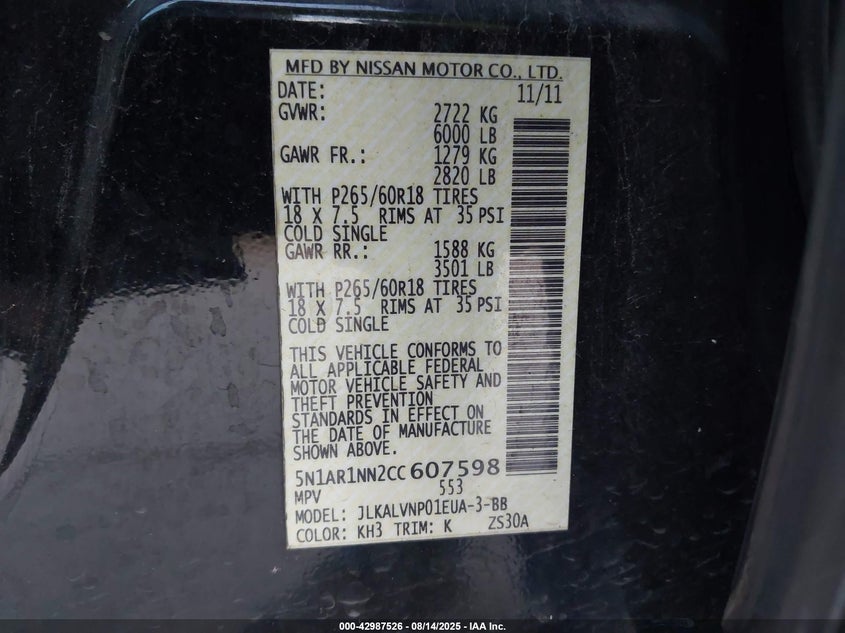 MFD BY NISSAN MOTOR CO., LTD.
DATE: 11/11
GVWR: 2722 KG
6000 LB
GAWR FR.: 1279 KG
2820 LB
WITH P265/60R18 TIRES
18 X 7.5 RIMS AT 35 PSI
COLD SINGLE
GAWR RR.: 1588 KG
3501 LB
WITH P265/60R18 TIRES
18 X 7.5 RIMS AT 35 PSI
COLD SINGLE
THIS VEHICLE CONFORMS TO
ALL APPLICABLE FEDERAL
MOTOR VEHICLE SAFETY AND
THEFT PREVENTION
STANDARDS IN EFFECT ON
THE DATE OF MANUFACTURE
SHOWN ABOVE.
5N1AR1NN2CC607598
MPV 553
MODEL: JLKALVNP01EUA-3-BB
COLOR: KH3 TRIM: K ZS30A
000-42987526 - 08/14/2025 - IAA Inc.